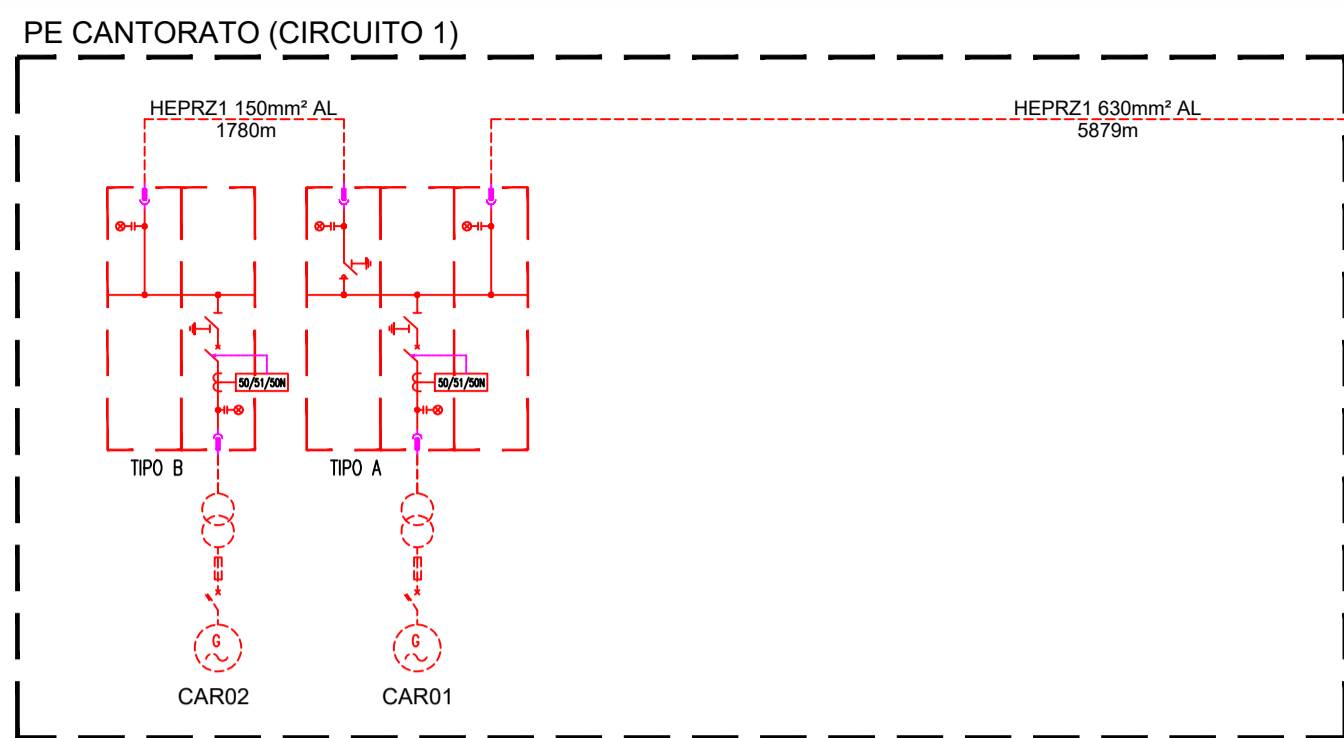 PE CANTORATO (CIRCUITO 1)
HEPRZ1 150mm² AL
1780m
HEPRZ1 630mm² AL
5879m
50/51/50N
50/51/50N
TIPO B
TIPO A
G
G
CAR02
CAR01